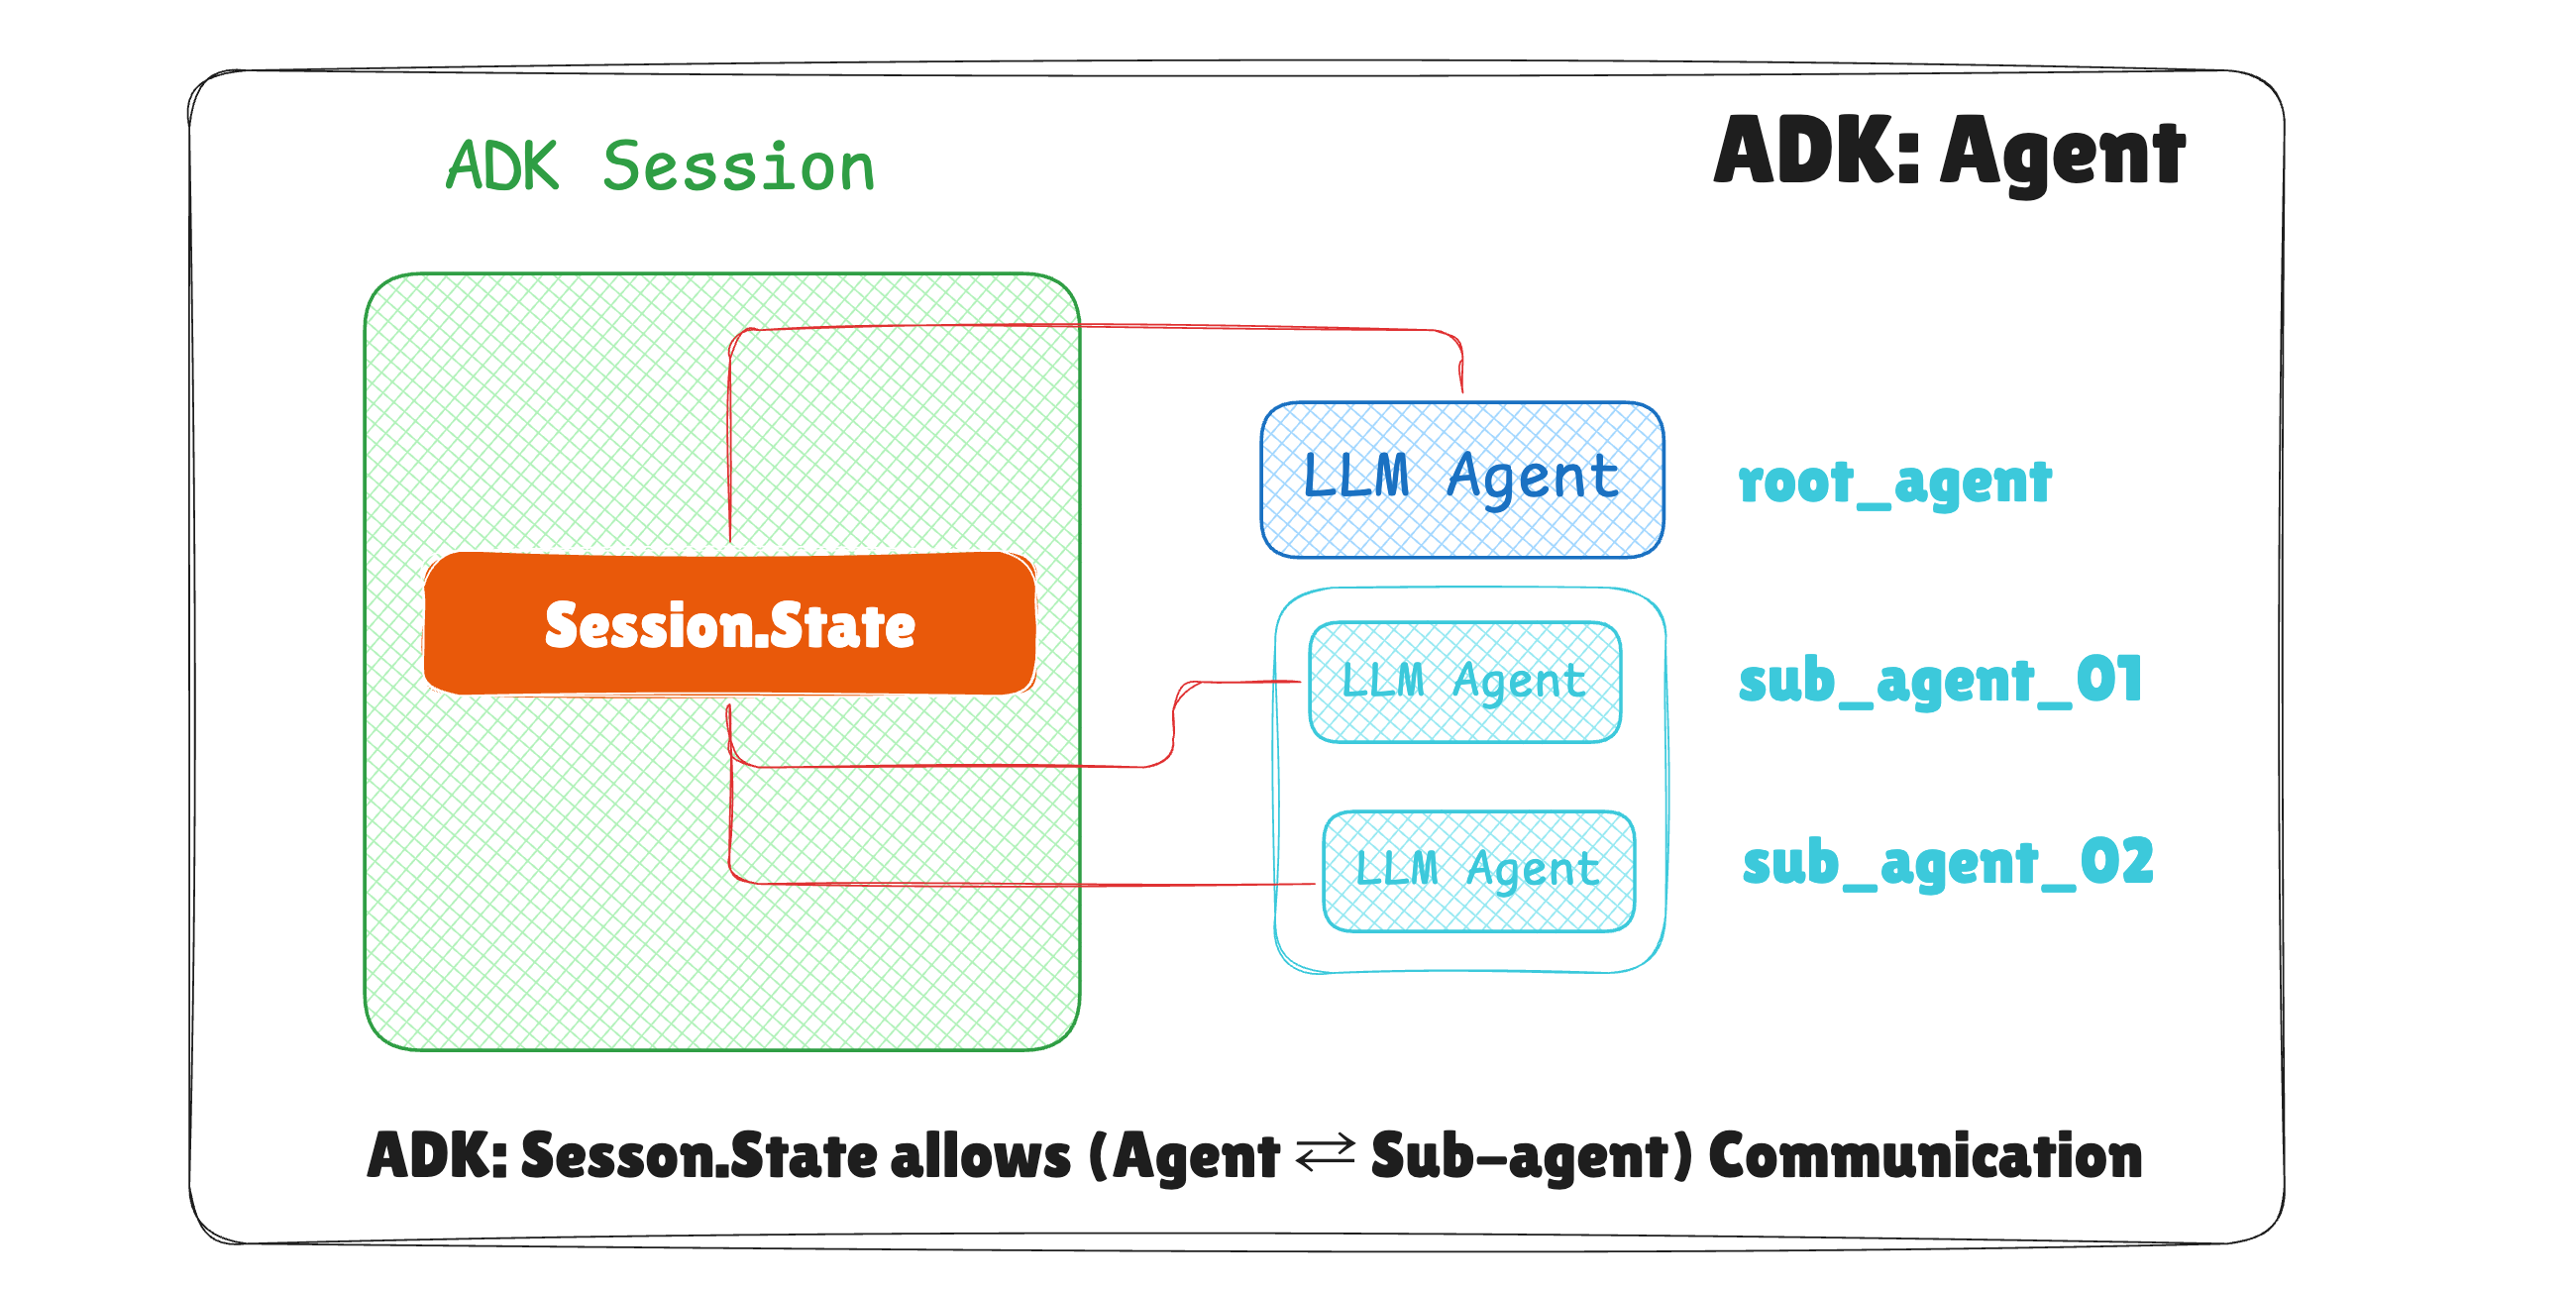 ADK Session
ADK: Agent
LLM Agent
root_agent
Session.State
LLM Agent
sub_agent_01
LLM Agent
sub_agent_02
ADK: Sesson.State allows (Agent ⇄ Sub-agent) Communication